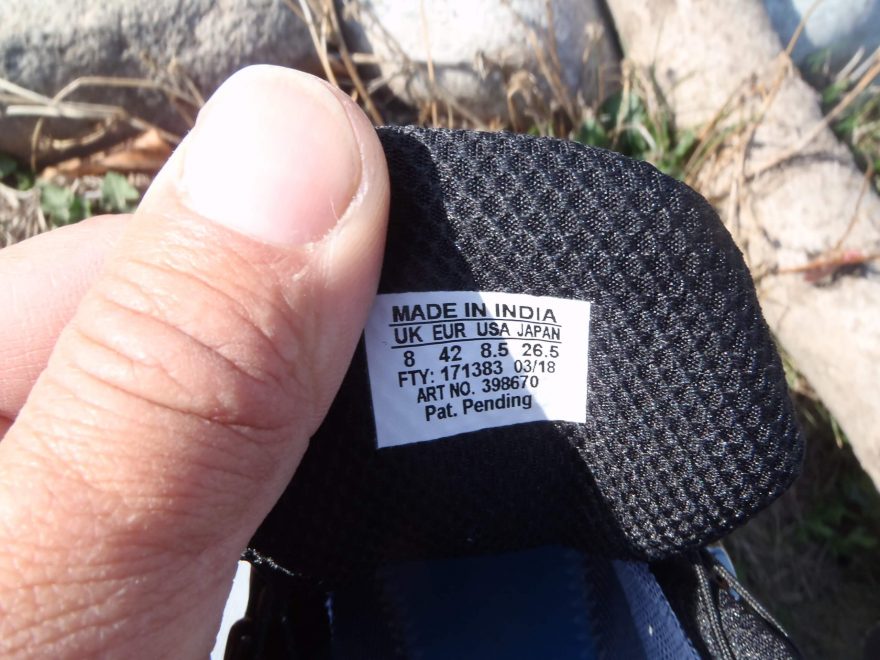 MADE IN INDIA
UK EUR USA JAPAN
8 42 8.5 26.5
FTY: 171383 03/18
ART NO. 398670
Pat. Pending